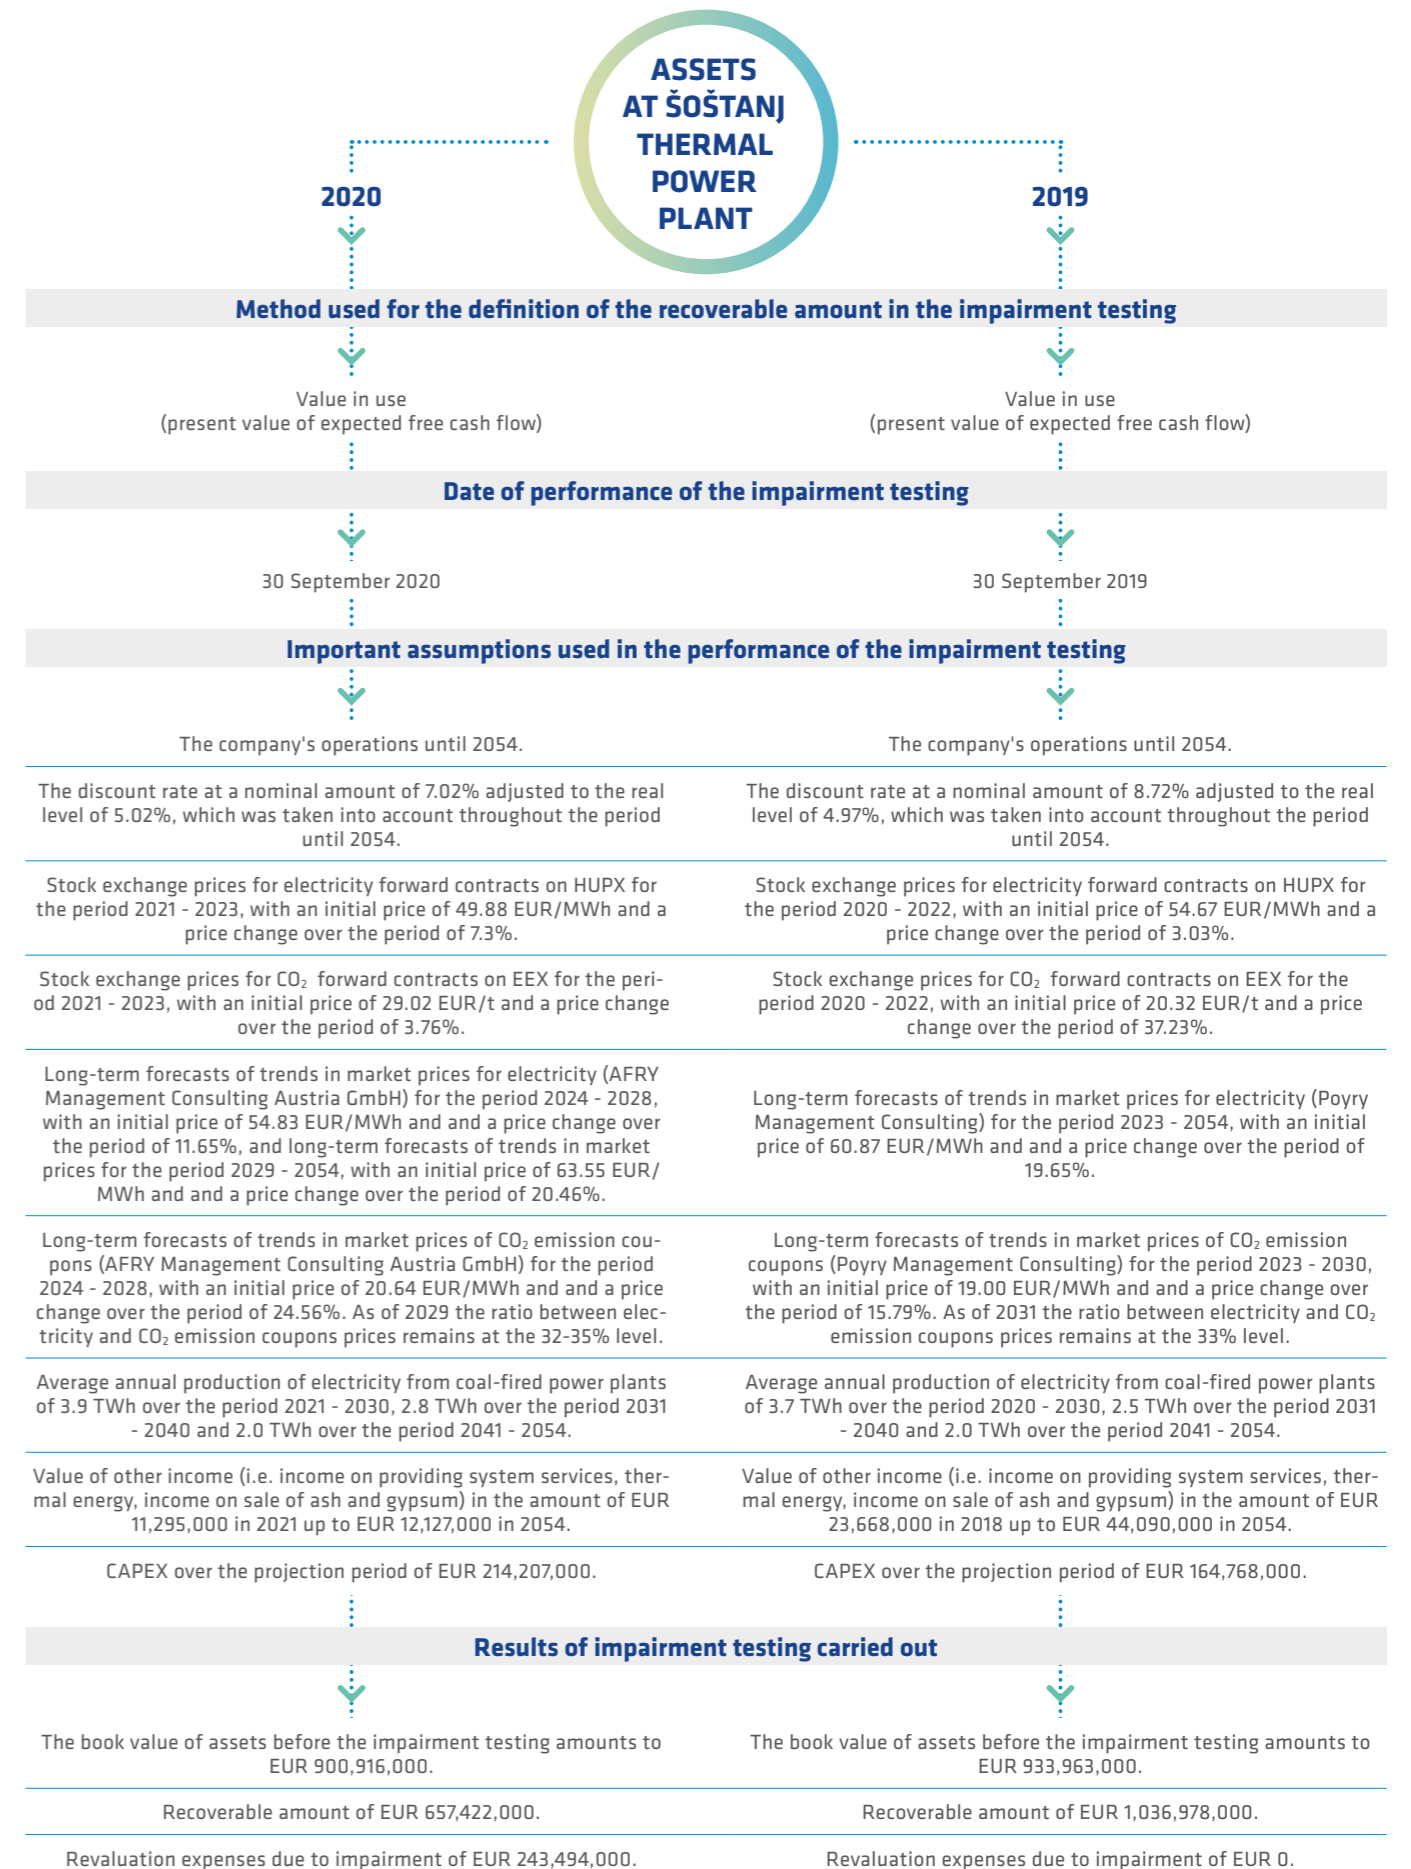 ASSETS
AT ŠOŠTANJ
THERMAL
POWER
PLANT
2020
2019
Method used for the definition of the recoverable amount in the impairment testing
Value in use
(present value of expected free cash flow)
Value in use
(present value of expected free cash flow)
Date of performance of the impairment testing
30 September 2020
30 September 2019
Important assumptions used in the performance of the impairment testing
The company's operations until 2054.
The company's operations until 2054.
The discount rate at a nominal amount of 7.02% adjusted to the real
level of 5.02%, which was taken into account throughout the period
until 2054.
The discount rate at a nominal amount of 8.72% adjusted to the real
level of 4.97%, which was taken into account throughout the period
until 2054.
Stock exchange prices for electricity forward contracts on HUPX for
the period 2021 - 2023, with an initial price of 49.88 EUR/MWh and a
price change over the period of 7.3%.
Stock exchange prices for electricity forward contracts on HUPX for
the period 2020 - 2022, with an initial price of 54.67 EUR/MWh and a
price change over the period of 3.03%.
Stock exchange prices for CO₂ forward contracts on EEX for the peri-
od 2021 - 2023, with an initial price of 29.02 EUR/t and a price change
over the period of 3.76%.
Stock exchange prices for CO₂ forward contracts on EEX for the
period 2020 - 2022, with an initial price of 20.32 EUR/t and a price
change over the period of 37.23%.
Long-term forecasts of trends in market prices for electricity (AFRY
Management Consulting Austria GmbH) for the period 2024 - 2028,
with an initial price of 54.83 EUR/MWh and and a price change over
the period of 11.65%, and long-term forecasts of trends in market
prices for the period 2029 - 2054, with an initial price of 63.55 EUR/
MWh and and a price change over the period of 20.46%.
Long-term forecasts of trends in market prices for electricity (Poyry
Management Consulting) for the period 2023 - 2054, with an initial
price of 60.87 EUR/MWh and and a price change over the period of
19.65%.
Long-term forecasts of trends in market prices of CO₂ emission cou-
pons (AFRY Management Consulting Austria GmbH) for the period
2024 - 2028, with an initial price of 20.64 EUR/MWh and and a price
change over the period of 24.56%. As of 2029 the ratio between elec-
tricity and CO₂ emission coupons prices remains at the 32-35% level.
Long-term forecasts of trends in market prices of CO₂ emission
coupons (Poyry Management Consulting) for the period 2023 - 2030,
with an initial price of 19.00 EUR/MWh and and a price change over
the period of 15.79%. As of 2031 the ratio between electricity and CO₂
emission coupons prices remains at the 33% level.
Average annual production of electricity from coal-fired power plants
of 3.9 TWh over the period 2021 - 2030, 2.8 TWh over the period 2031
- 2040 and 2.0 TWh over the period 2041 - 2054.
Average annual production of electricity from coal-fired power plants
of 3.7 TWh over the period 2020 - 2030, 2.5 TWh over the period 2031
- 2040 and 2.0 TWh over the period 2041 - 2054.
Value of other income (i.e. income on providing system services, ther-
mal energy, income on sale of ash and gypsum) in the amount of EUR
11,295,000 in 2021 up to EUR 12,127,000 in 2054.
Value of other income (i.e. income on providing system services, ther-
mal energy, income on sale of ash and gypsum) in the amount of EUR
23,668,000 in 2018 up to EUR 44,090,000 in 2054.
CAPEX over the projection period of EUR 214,207,000.
CAPEX over the projection period of EUR 164,768,000.
Results of impairment testing carried out
The book value of assets before the impairment testing amounts to
EUR 900,916,000.
The book value of assets before the impairment testing amounts to
EUR 933,963,000.
Recoverable amount of EUR 657,422,000.
Recoverable amount of EUR 1,036,978,000.
Revaluation expenses due to impairment of EUR 243,494,000.
Revaluation expenses due to impairment of EUR 0.